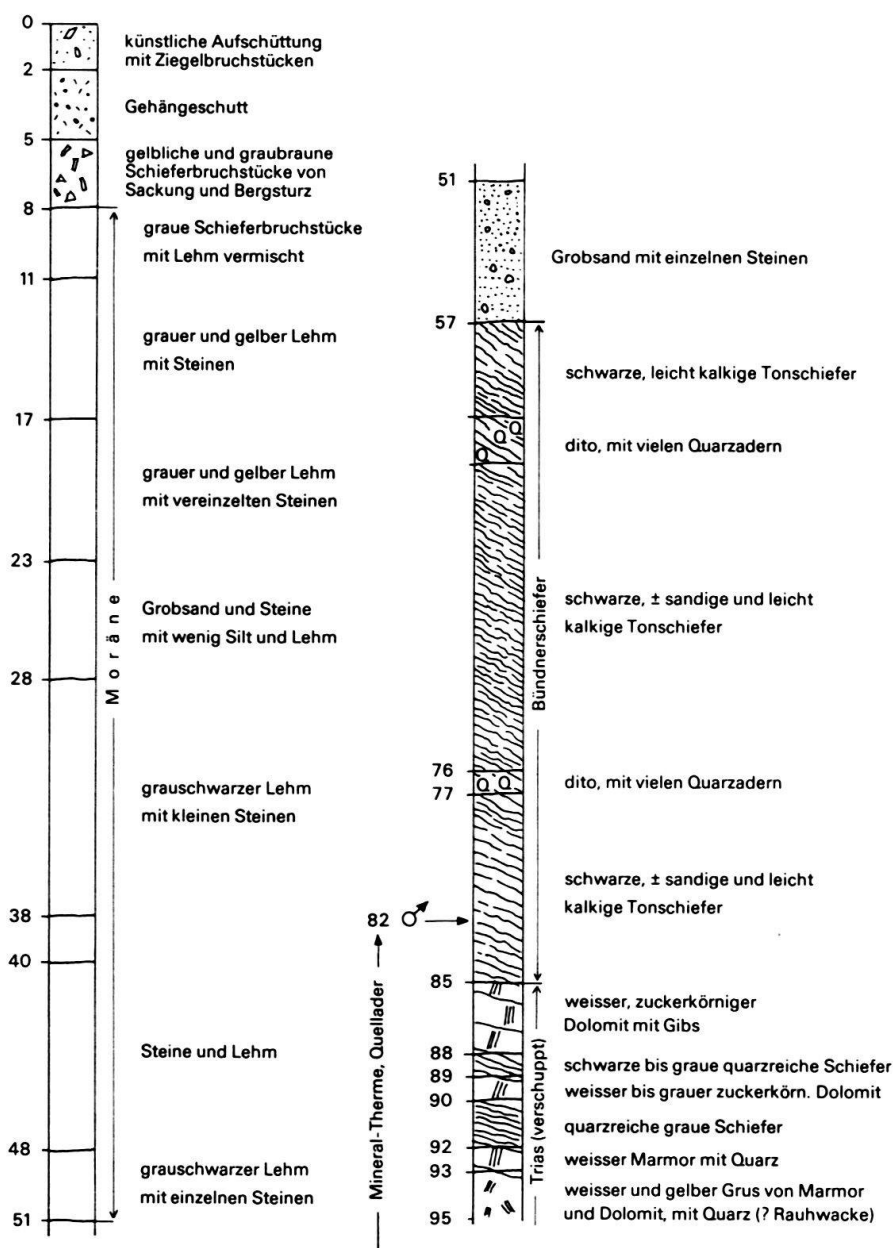 0
künstliche Aufschüttung
mit Ziegelbruchstücken
2
Gehängeschutt
5
gelbliche und graubraune
Schieferbruchstücke von
Sackung und Bergsturz
8
graue Schieferbruchstücke
mit Lehm vermischt
11
grauer und gelber Lehm
mit Steinen
17
grauer und gelber Lehm
mit vereinzelten Steinen
23
Grobsand und Steine
mit wenig Silt und Lehm
28
grauschwarzer Lehm
mit kleinen Steinen
38
40
Steine und Lehm
48
grauschwarzer Lehm
mit einzelnen Steinen
51
Moräne
51
Grobsand mit einzelnen Steinen
57
schwarze, leicht kalkige Tonschiefer
Q Q
Q
dito, mit vielen Quarzadern
schwarze, ± sandige und leicht
kalkige Tonschiefer
76
Q Q
dito, mit vielen Quarzadern
77
schwarze, ± sandige und leicht
kalkige Tonschiefer
82
85
Bündnerschiefer
weisser, zuckerkörniger
Dolomit mit Gibs
88
schwarze bis graue quarzreiche Schiefer
89
weisser bis grauer zuckerkörn. Dolomit
90
quarzreiche graue Schiefer
92
weisser Marmor mit Quarz
93
weisser und gelber Grus von Marmor
und Dolomit, mit Quarz (? Rauhwacke)
95
Trias (verschuppt)
Mineral-Therme, Quellader